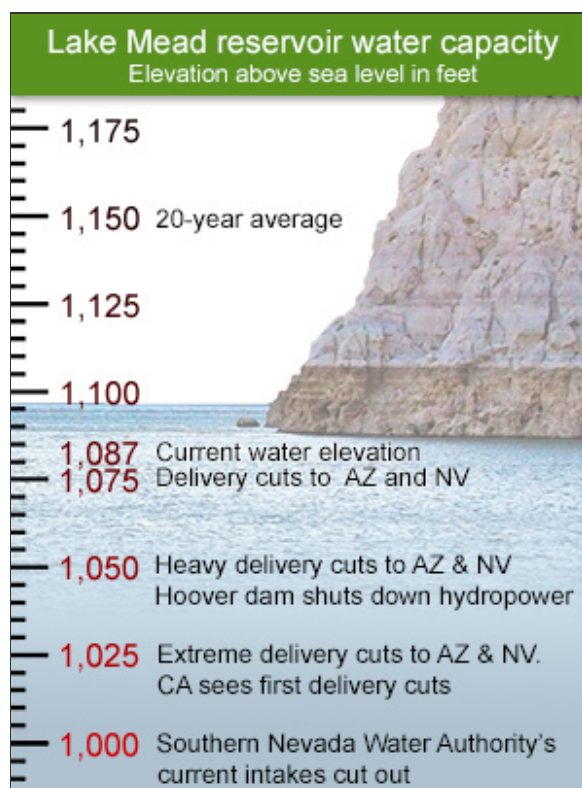 Lake Mead reservoir water capacity
Elevation above sea level in feet
1,175
1,150 20-year average
1,125
1,100
1,087 Current water elevation
1,075 Delivery cuts to AZ and NV
1,050 Heavy delivery cuts to AZ & NV
Hoover dam shuts down hydropower
1,025 Extreme delivery cuts to AZ & NV.
CA sees first delivery cuts
1,000 Southern Nevada Water Authority's
current intakes cut out